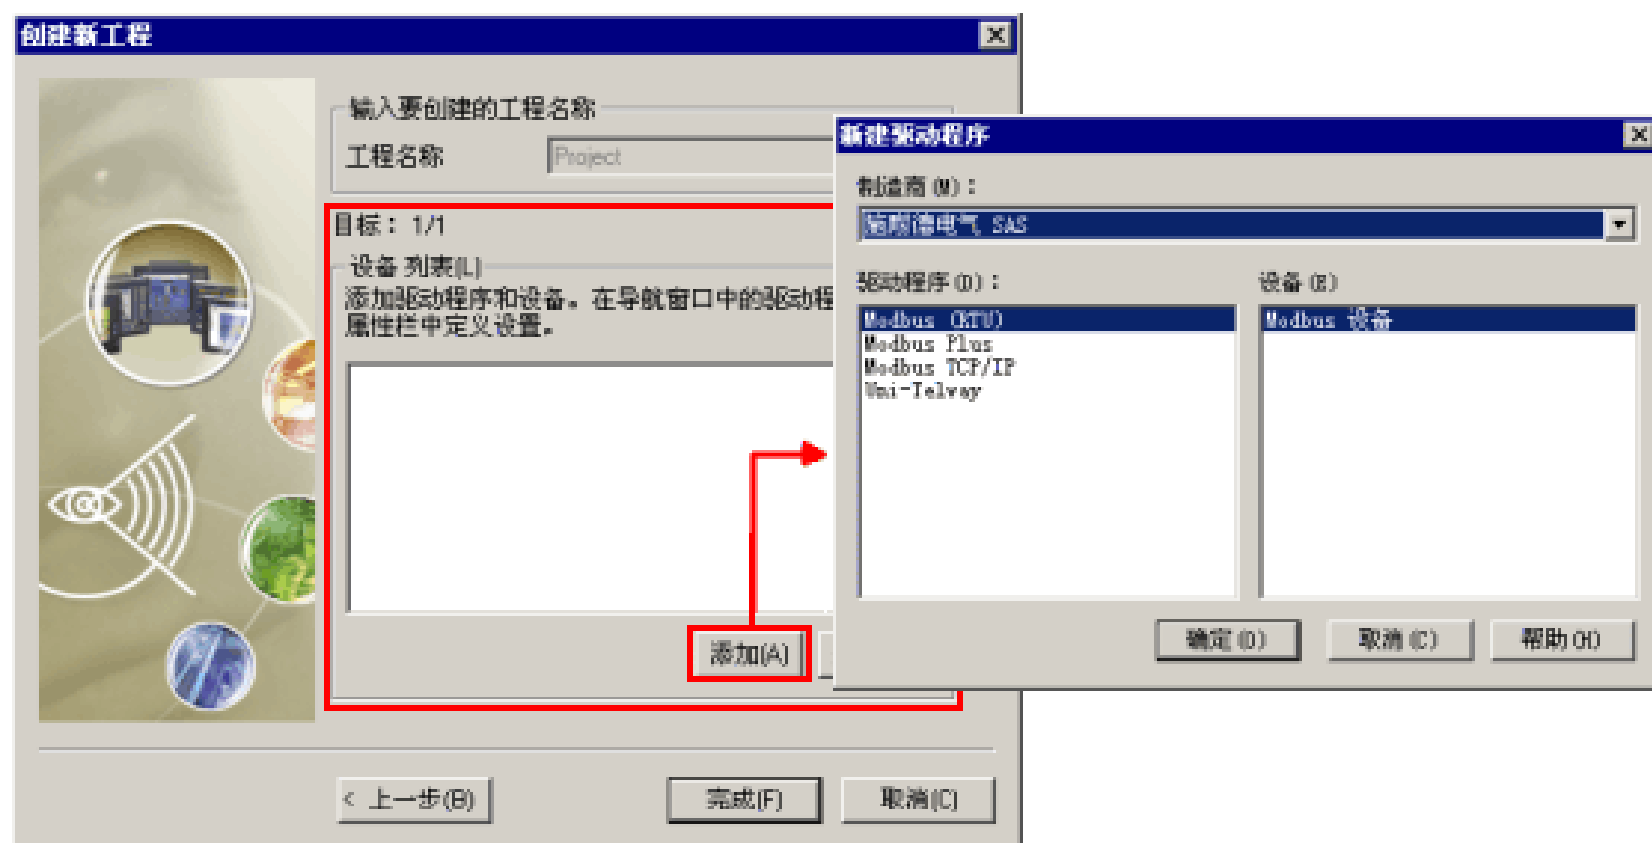 创建新工程
输入要创建的工程名称
工程名称
Project
目标： 1/1
设备 列表(L)
添加驱动程序和设备。在导航窗口中的驱动程
属性栏中定义设置。
添加(A)
< 上一步(B)
完成(F)
取消(C)
新建驱动程序
制造商(M)：
施耐德电气 SAS
驱动程序(D)：
Modbus (RTU)
Modbus Plus
Modbus TCP/IP
Uni-Telway
设备(E)
Modbus 设备
确定(O)
取消(C)
帮助(H)